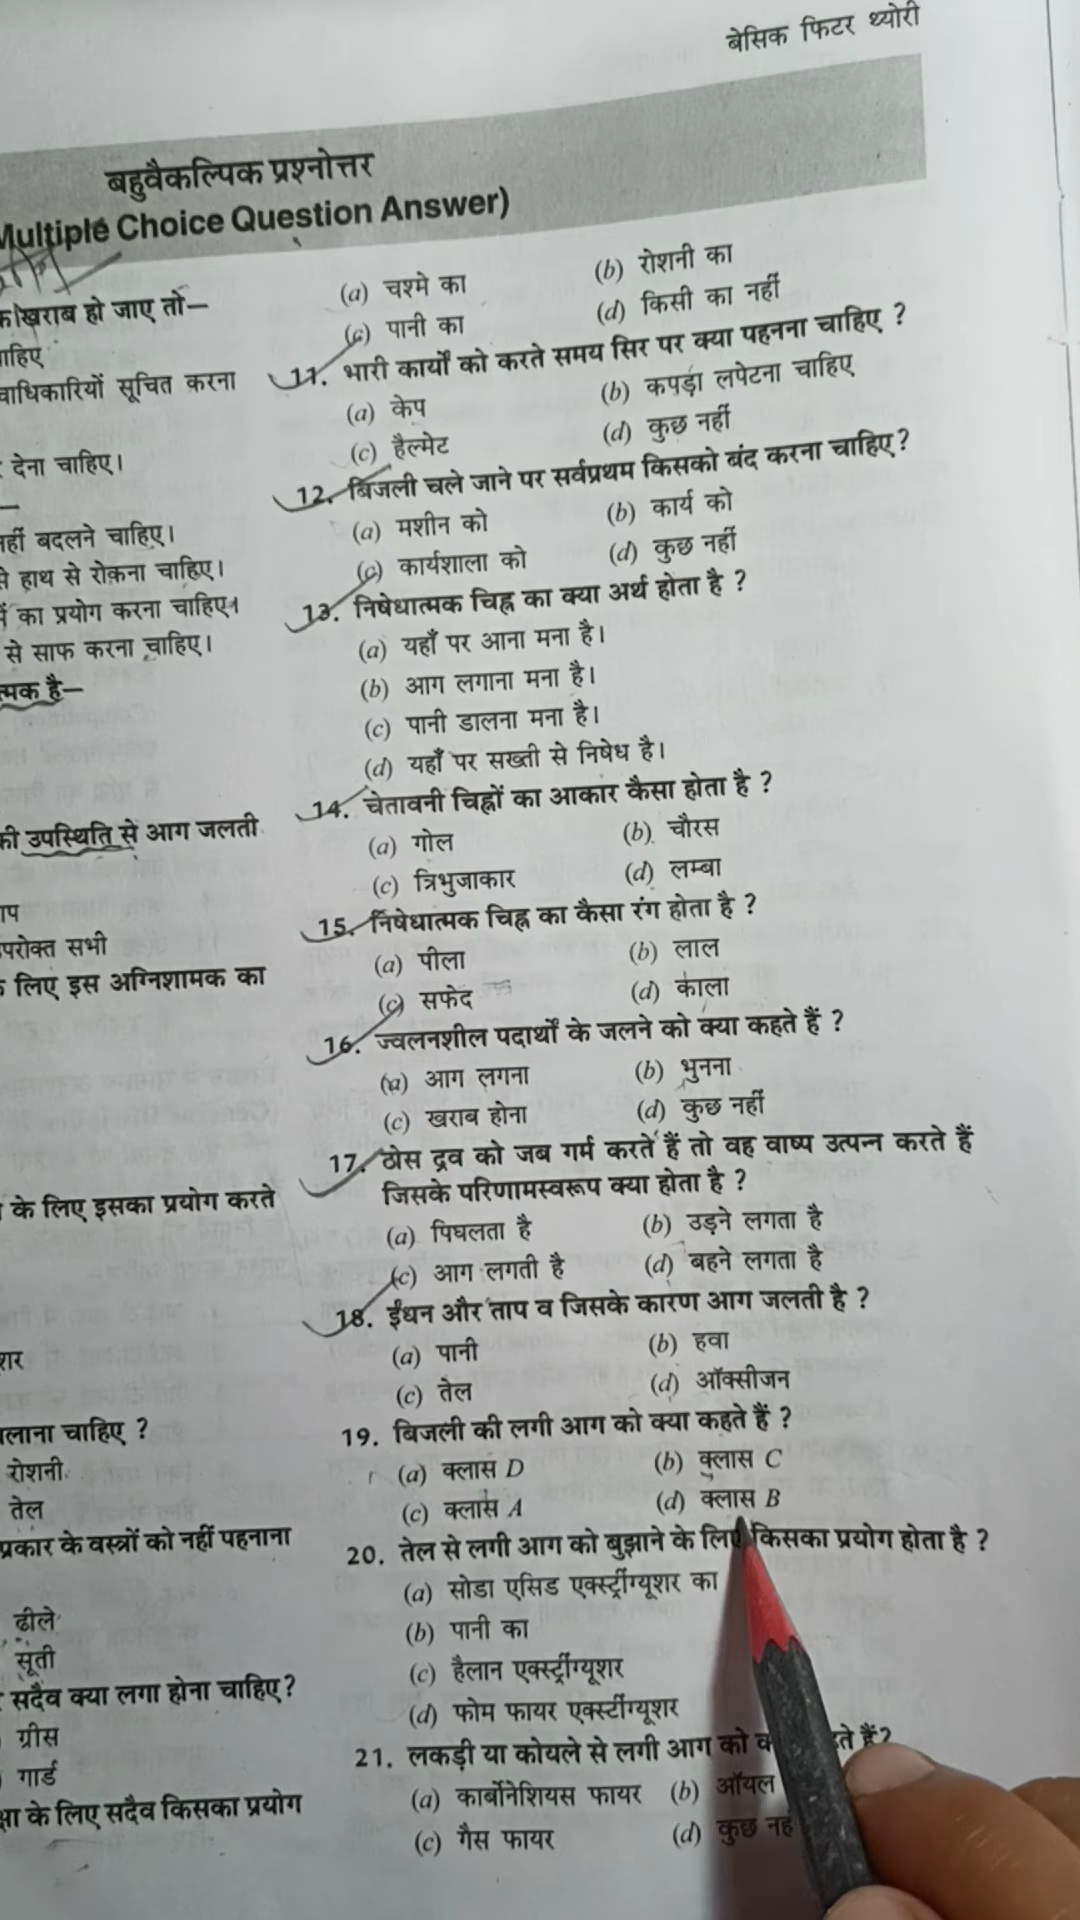 बेसिक फिटर थ्योरी
बहुवैकल्पिक प्रश्नोत्तर
Multiple Choice Question Answer)
खराब हो जाए तो—
वाधिकारियों सूचित करना
देना चाहिए।
बदलने चाहिए।
हाथ से रोकना चाहिए।
का प्रयोग करना चाहिए।
से साफ करना चाहिए।
है—
की उपस्थिति से आग जलती
परोक्त सभी
लिए इस अग्निशामक का
के लिए इसका प्रयोग करते
लाना चाहिए ?
रोशनी
तेल
प्रकार के वस्त्रों को नहीं पहनाना
ढीले
सूती
सदैव क्या लगा होना चाहिए?
ग्रीस
गार्ड
के लिए सदैव किसका प्रयोग
(a) चश्मे का (b) रोशनी का
(c) पानी का (d) किसी का नहीं
11. भारी कार्यों को करते समय सिर पर क्या पहनना चाहिए ?
(a) केप (b) कपड़ा लपेटना चाहिए
(c) हैल्मेट (d) कुछ नहीं
12. बिजली चले जाने पर सर्वप्रथम किसको बंद करना चाहिए?
(a) मशीन को (b) कार्य को
(c) कार्यशाला को (d) कुछ नहीं
13. निषेधात्मक चिह्न का क्या अर्थ होता है ?
(a) यहाँ पर आना मना है।
(b) आग लगाना मना है।
(c) पानी डालना मना है।
(d) यहाँ पर सख्ती से निषेध है।
14. चेतावनी चिह्नों का आकार कैसा होता है ?
(a) गोल (b) चौरस
(c) त्रिभुजाकार (d) लम्बा
15. निषेधात्मक चिह्न का कैसा रंग होता है ?
(a) पीला (b) लाल
(c) सफेद (d) काला
16. ज्वलनशील पदार्थों के जलने को क्या कहते हैं ?
(a) आग लगना (b) भुनना
(c) खराब होना (d) कुछ नहीं
17. ठोस द्रव को जब गर्म करते हैं तो वह वाष्प उत्पन्न करते हैं
जिसके परिणामस्वरूप क्या होता है ?
(a) पिघलता है (b) उड़ने लगता है
(c) आग लगती है (d) बहने लगता है
18. ईंधन और ताप व जिसके कारण आग जलती है ?
(a) पानी (b) हवा
(c) तेल (d) ऑक्सीजन
19. बिजली की लगी आग को क्या कहते हैं ?
(a) क्लास D (b) क्लास C
(c) क्लास A (d) क्लास B
20. तेल से लगी आग को बुझाने के लिए किसका प्रयोग होता है ?
(a) सोडा एसिड एक्स्ट्रींग्यूशर का
(b) पानी का
(c) हैलान एक्स्ट्रींग्यूशर
(d) फोम फायर एक्स्टींग्यूशर
21. लकड़ी या कोयले से लगी आग को हैं?
(a) कार्बोनेशियस फायर (b) ऑयल
(c) गैस फायर (d) कुछ